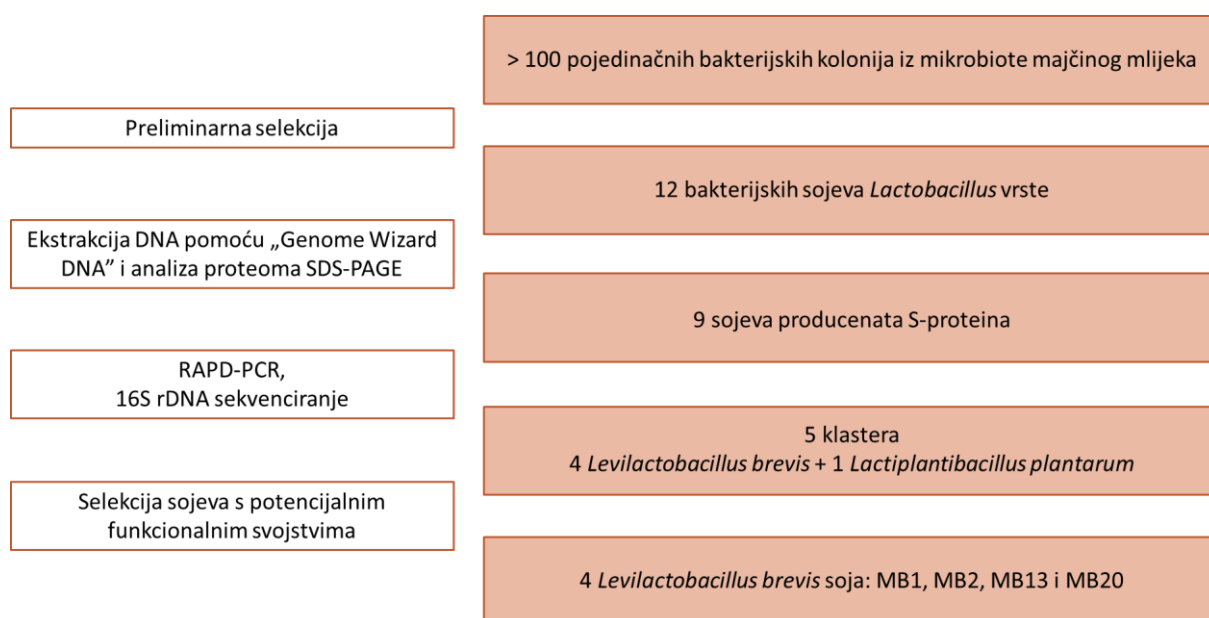 > 100 pojedinačnih bakterijskih kolonija iz mikrobiote majčinog mlijeka
Preliminarna selekcija
12 bakterijskih sojeva Lactobacillus vrste
Ekstrakcija DNA pomoću „Genome Wizard
DNA” i analiza proteoma SDS-PAGE
9 sojeva producenata S-proteina
RAPD-PCR,
16S rDNA sekvenciranje
5 klastera
4 Levilactobacillus brevis + 1 Lactiplantibacillus plantarum
Selekcija sojeva s potencijalnim
funkcionalnim svojstvima
4 Levilactobacillus brevis soja: MB1, MB2, MB13 i MB20